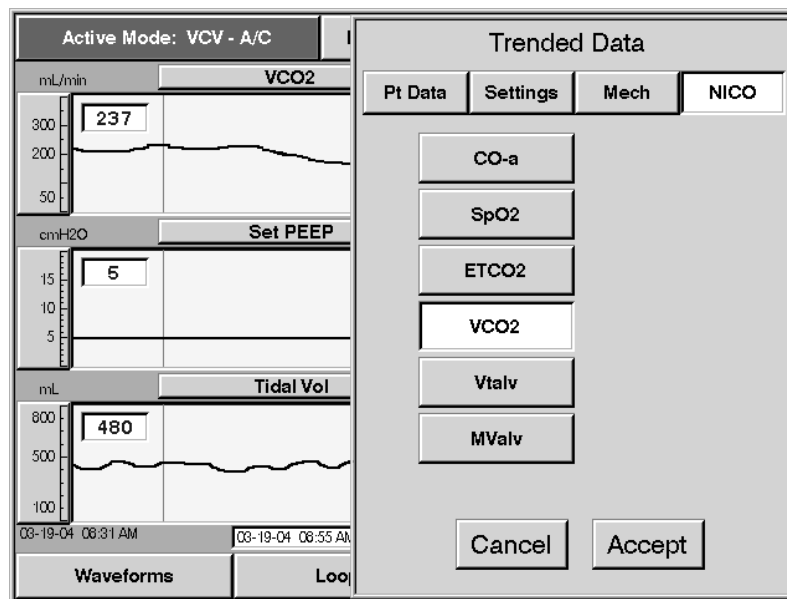 Active Mode: VCV - A/C
mL/min
VCO2
237
300
200
50
cmH2O
Set PEEP
5
15
10
5
mL
Tidal Vol
480
800
500
100
03-19-04 08:31 AM
03-19-04 08:55 AM
Waveforms
Loo
Trended Data
Pt Data Settings Mech NICO
CO-a
SpO2
ETCO2
VCO2
Vtalv
MValv
Cancel Accept